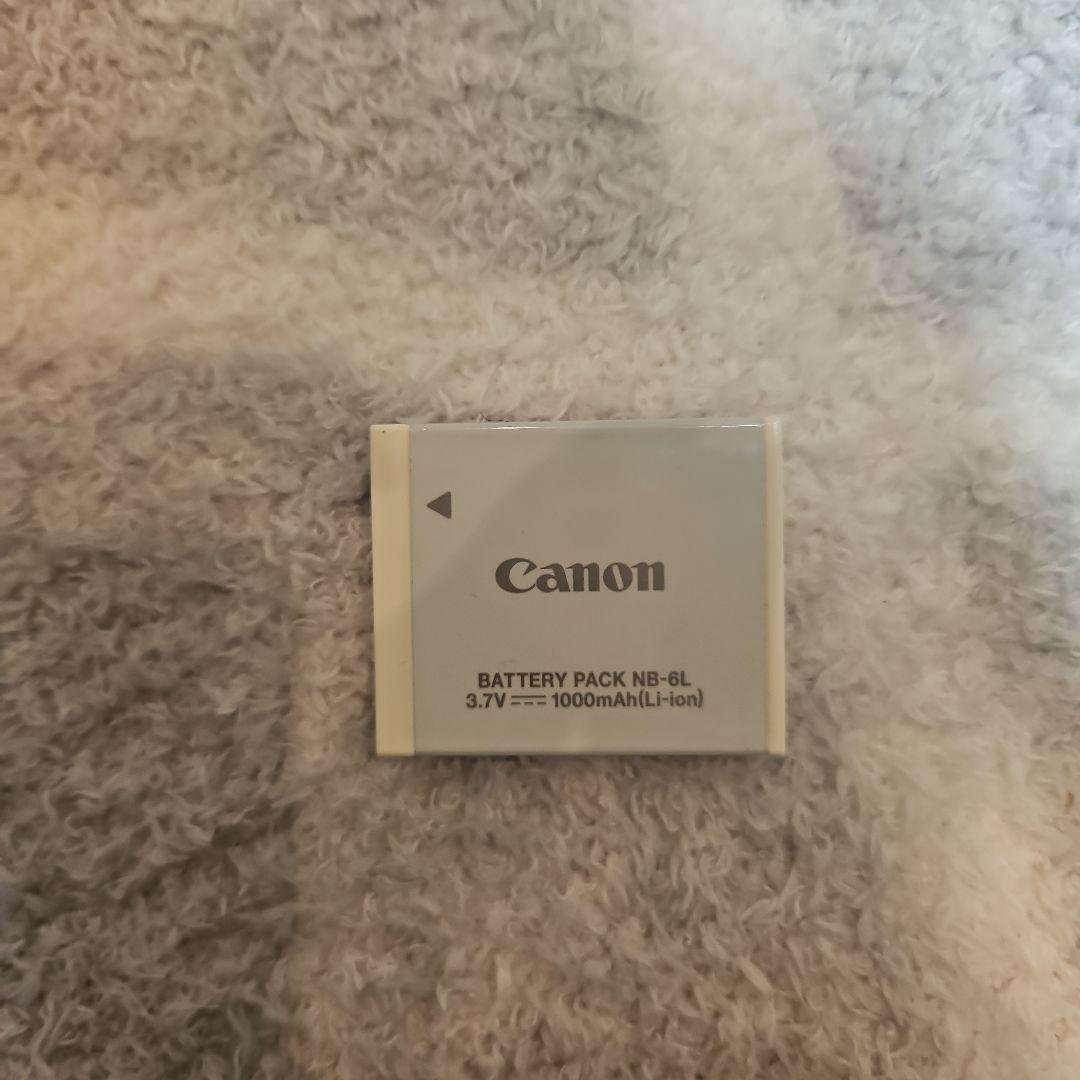 Canon
BATTERY PACK NB-6L
3.7V ⎓ 1000mAh(Li-ion)